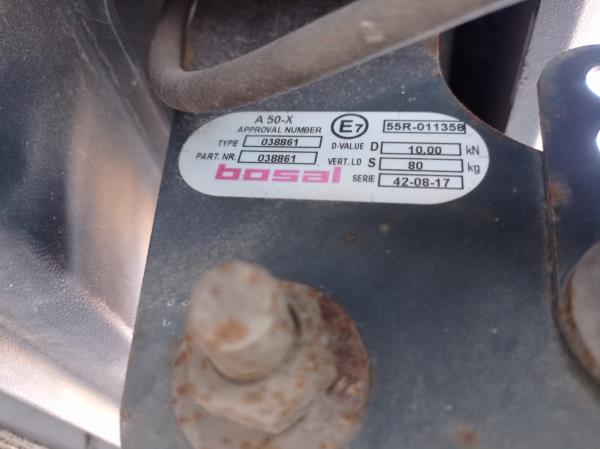 A 50-X
APPROVAL NUMBER E7 55R-011358
TYPE 038861 D-VALUE D 10.00 kN
PART. NR. 038861 VERT. LD S 80 kg
bosal SERIE 42-08-17